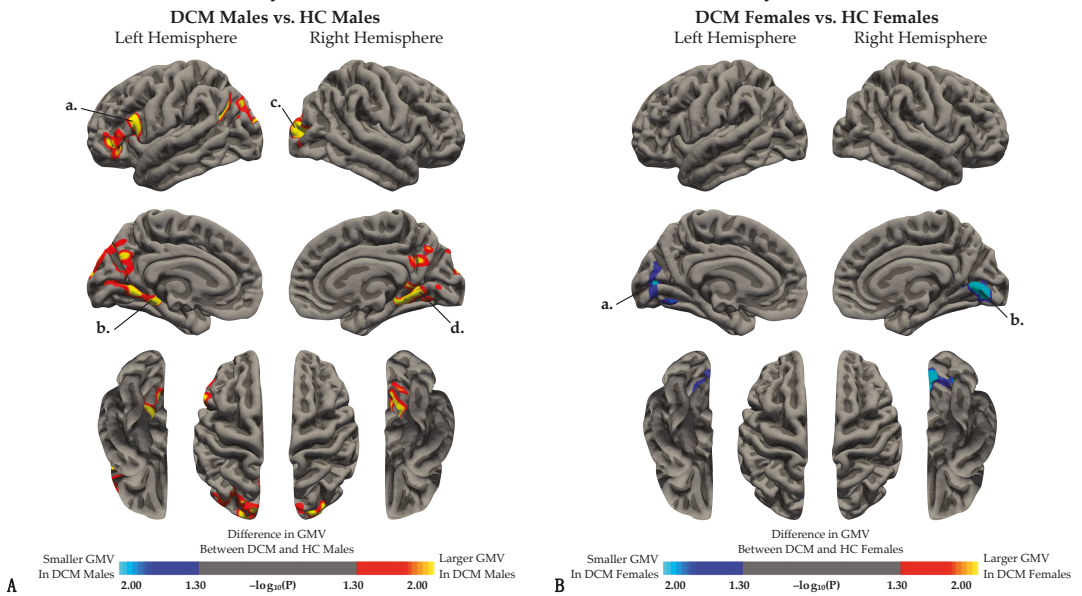 DCM Males vs. HC Males
Left Hemisphere
Right Hemisphere
a.
c.
b.
d.
Difference in GMV
Between DCM and HC Males
Smaller GMV
In DCM Males
2.00
1.30
−log10(P)
1.30
2.00
Larger GMV
In DCM Males
A
DCM Females vs. HC Females
Left Hemisphere
Right Hemisphere
a.
b.
Difference in GMV
Between DCM and HC Females
Smaller GMV
In DCM Females
2.00
1.30
−log10(P)
1.30
2.00
Larger GMV
In DCM Females
B